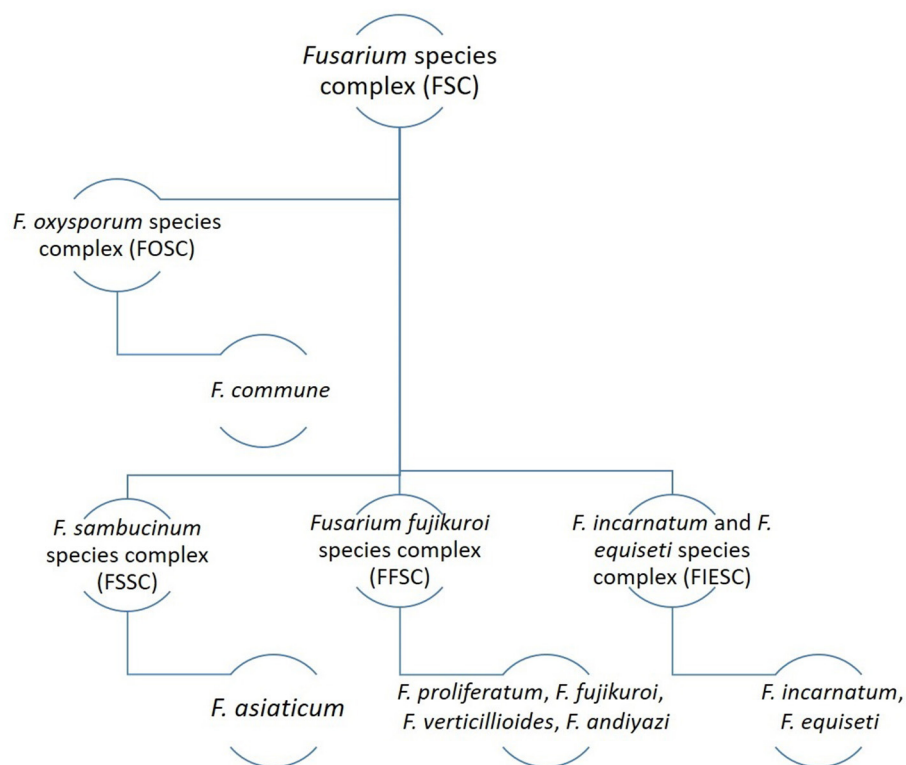 Fusarium species
complex (FSC)
F. oxysporum species
complex (FOSC)
F. commune
F. sambucinum
species complex
(FSSC)
Fusarium fujikuroi
species complex
(FFSC)
F. incarnatum and F.
equiseti species
complex (FIESC)
F. asiaticum
F. proliferatum, F. fujikuroi,
F. verticillioides, F. andiyazi
F. incarnatum,
F. equiseti